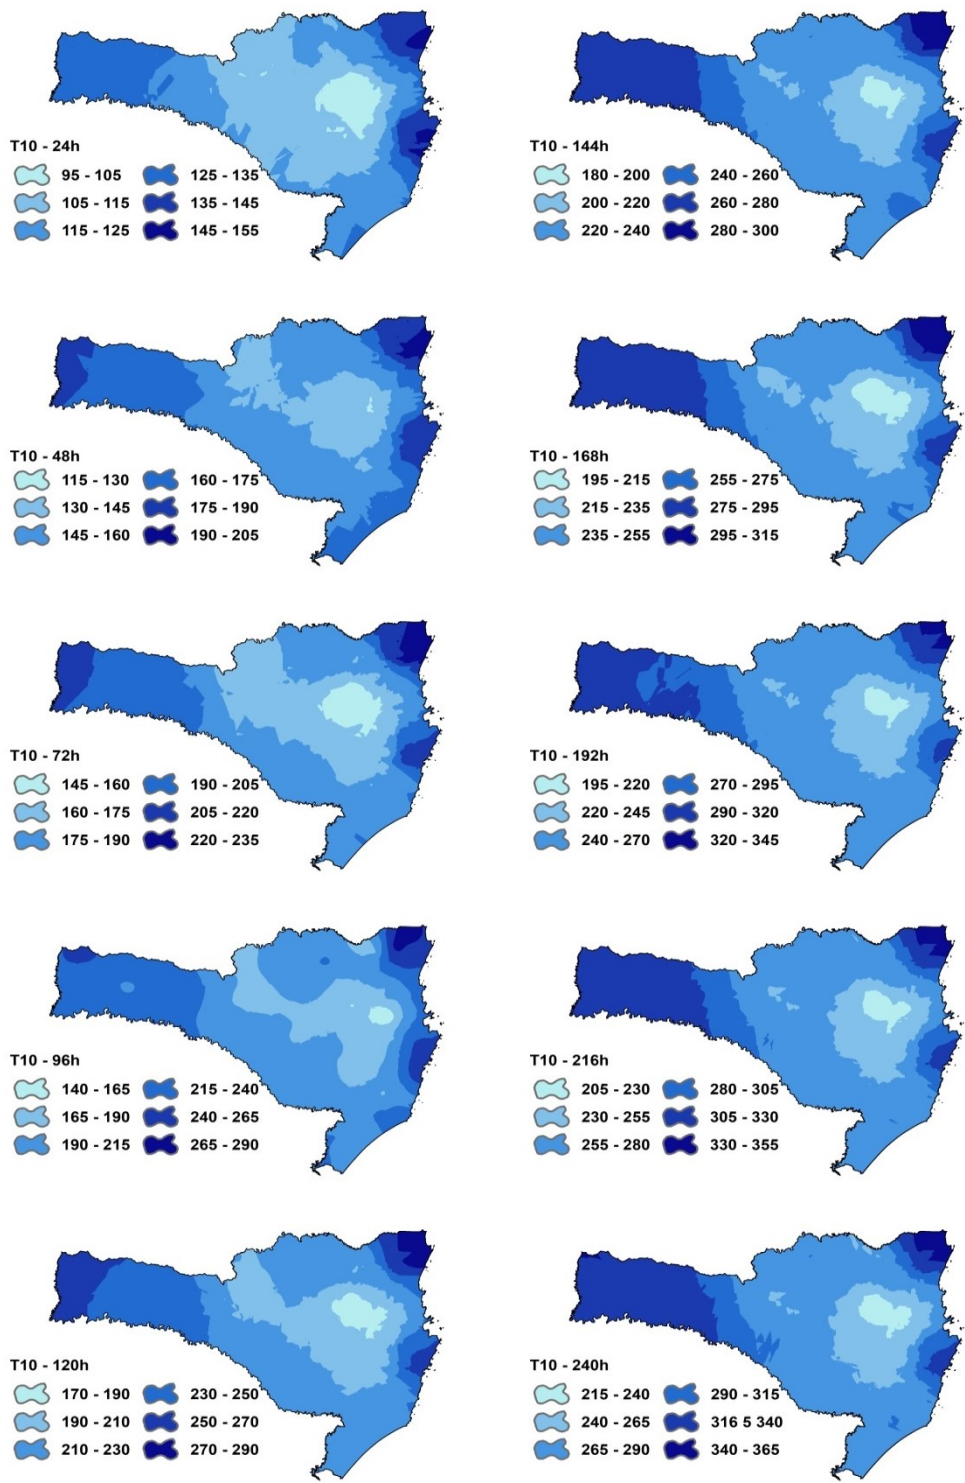 T10 - 24h
95 - 105 125 - 135
105 - 115 135 - 145
115 - 125 145 - 155
T10 - 144h
180 - 200 240 - 260
200 - 220 260 - 280
220 - 240 280 - 300
T10 - 48h
115 - 130 160 - 175
130 - 145 175 - 190
145 - 160 190 - 205
T10 - 168h
195 - 215 255 - 275
215 - 235 275 - 295
235 - 255 295 - 315
T10 - 72h
145 - 160 190 - 205
160 - 175 205 - 220
175 - 190 220 - 235
T10 - 192h
195 - 220 270 - 295
220 - 245 290 - 320
240 - 270 320 - 345
T10 - 96h
140 - 165 215 - 240
165 - 190 240 - 265
190 - 215 265 - 290
T10 - 216h
205 - 230 280 - 305
230 - 255 305 - 330
255 - 280 330 - 355
T10 - 120h
170 - 190 230 - 250
190 - 210 250 - 270
210 - 230 270 - 290
T10 - 240h
215 - 240 290 - 315
240 - 265 316 5 340
265 - 290 340 - 365